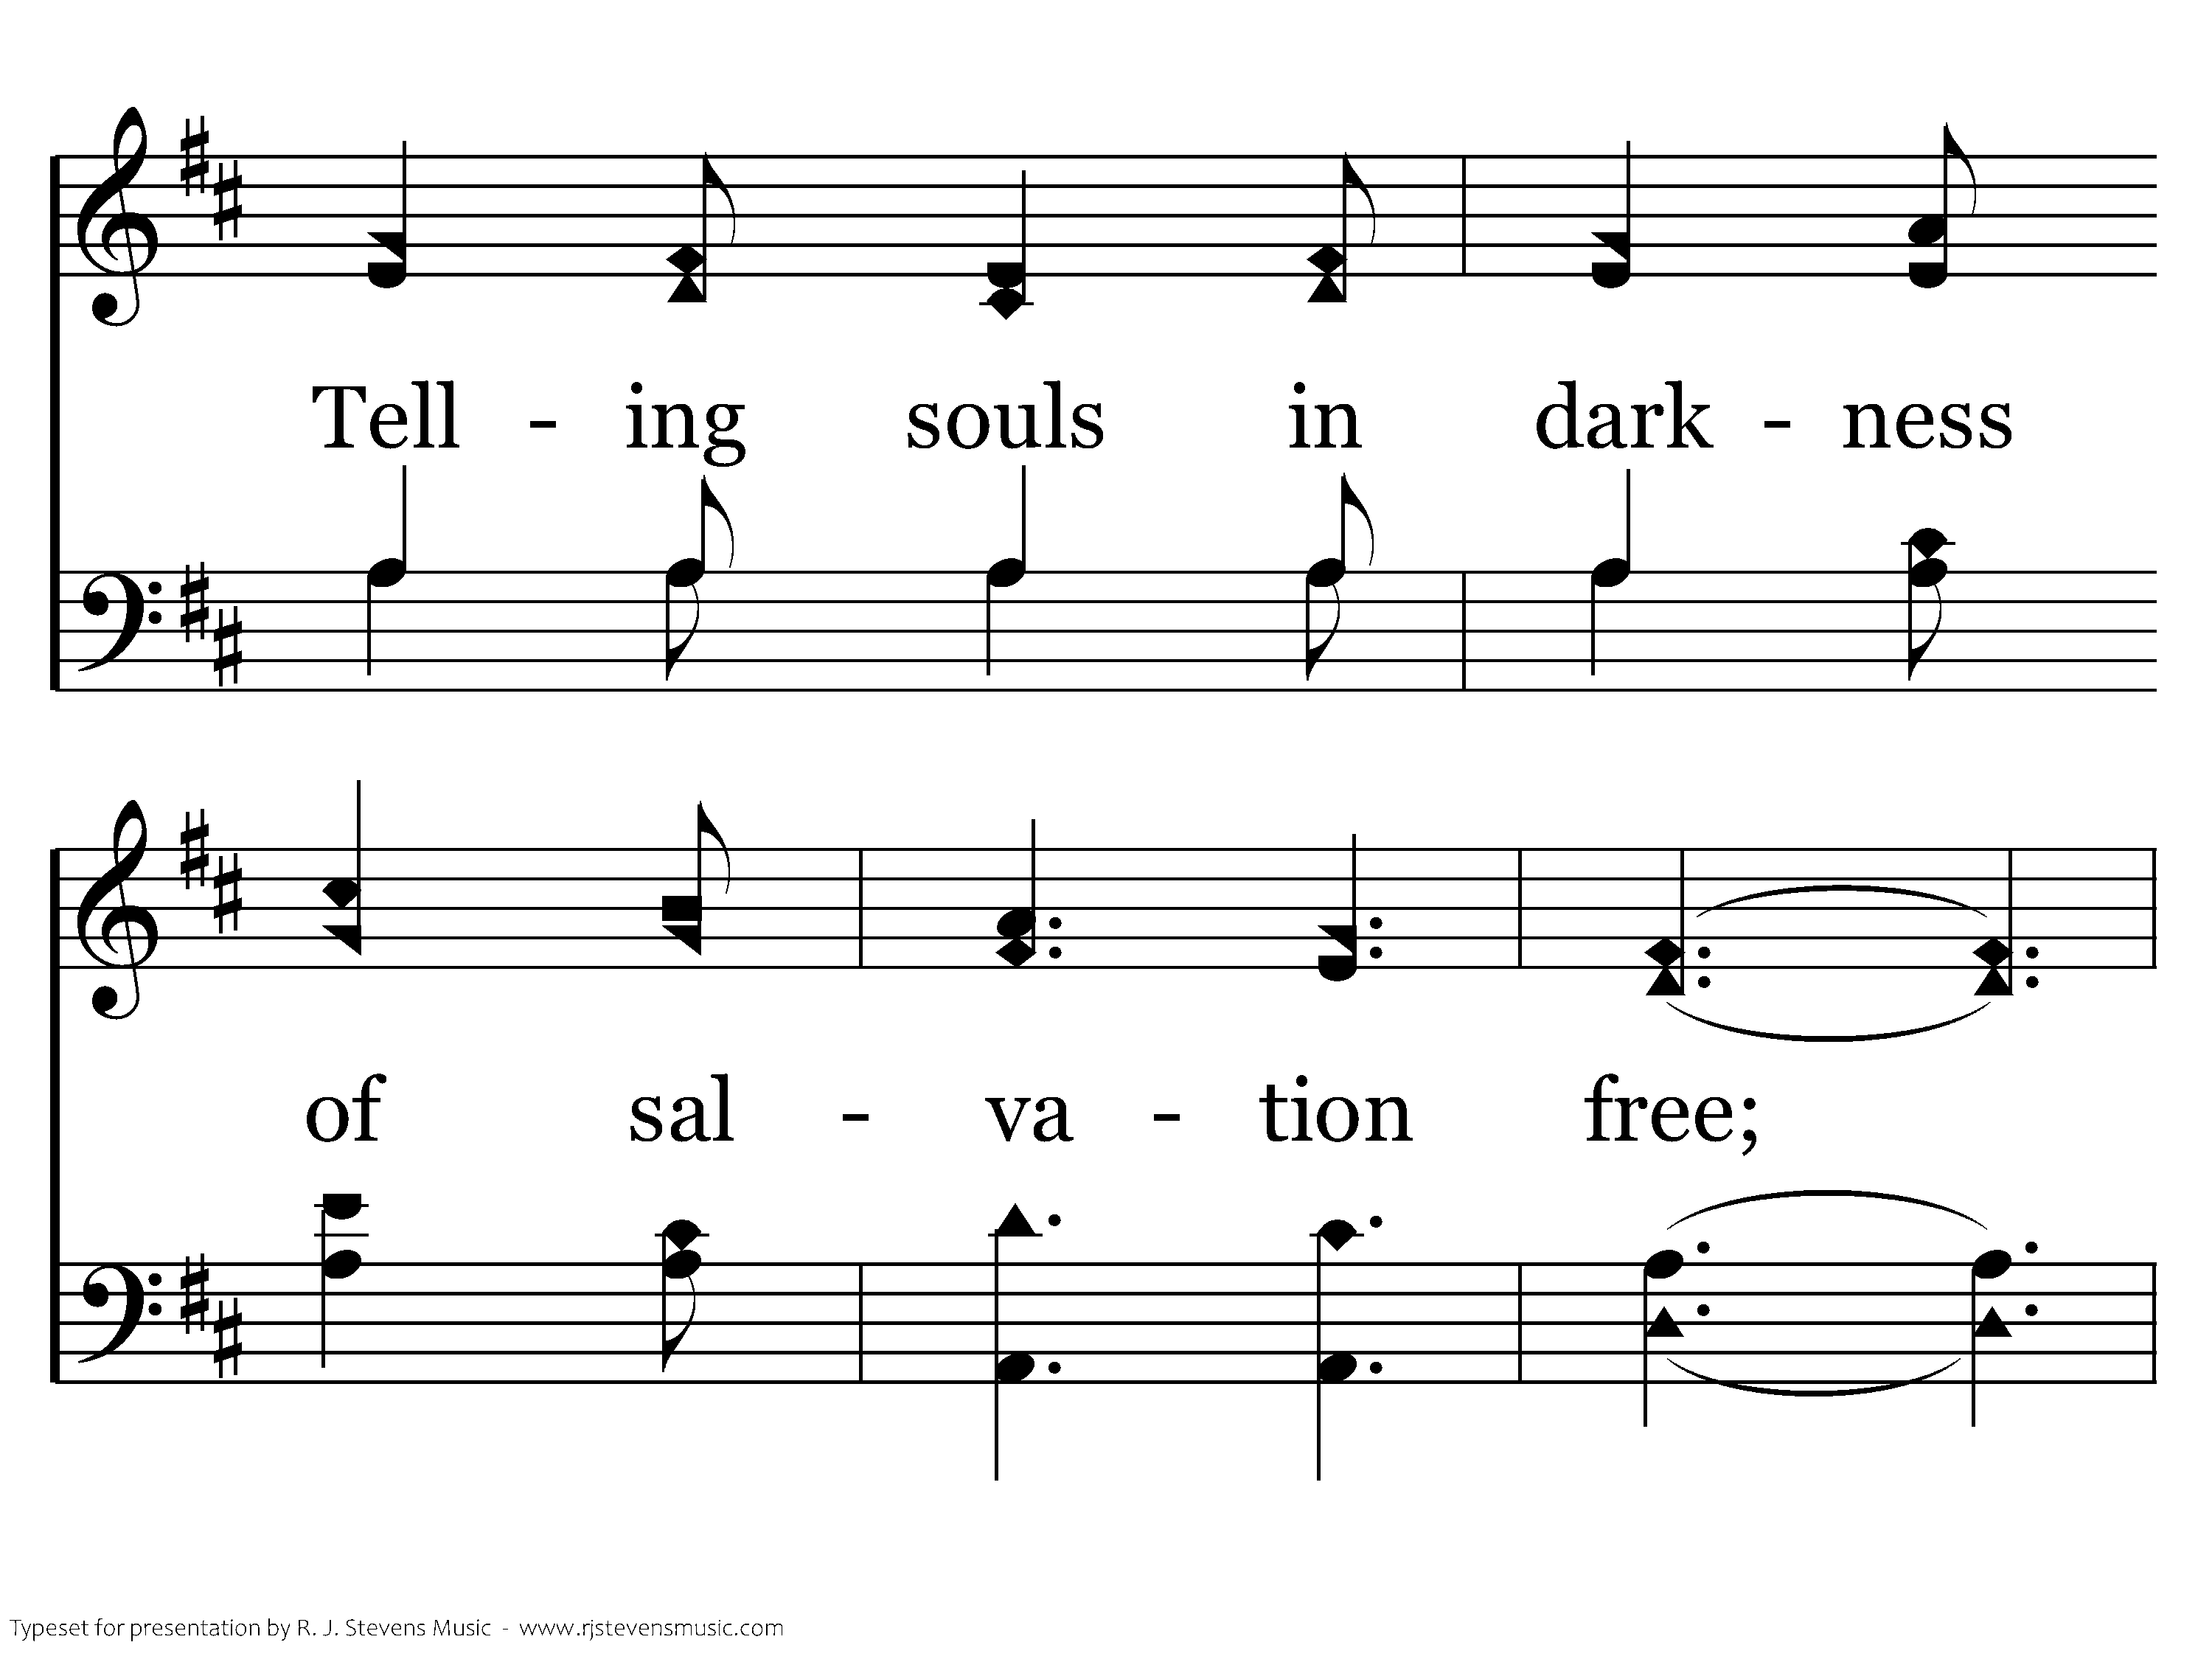 Tell - ing souls in dark - ness
of sal - va - tion free;
Typeset for presentation by R. J. Stevens Music - www.rjstevensmusic.com